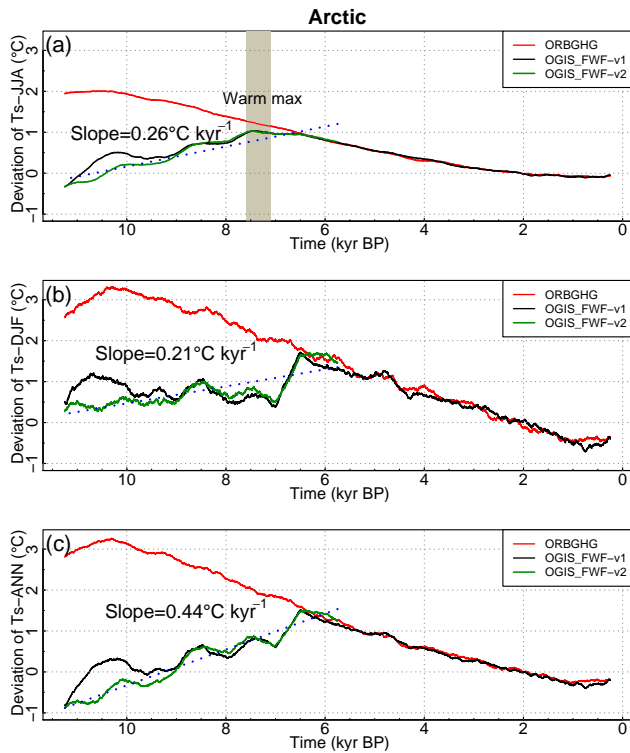 Arctic
(a)
ORBGHG
OGIS_FWF−v1
OGIS_FWF−v2
Warm max
Slope=0.26°C kyr−1
Deviation of Ts−JJA (°C)
−1 0 1 2 3
10 8 6 4 2 0
Time (kyr BP)
(b)
ORBGHG
OGIS_FWF−v1
OGIS_FWF−v2
Slope=0.21°C kyr−1
Deviation of Ts−DJF (°C)
−1 0 1 2 3
10 8 6 4 2 0
Time (kyr BP)
(c)
ORBGHG
OGIS_FWF−v1
OGIS_FWF−v2
Slope=0.44°C kyr−1
Deviation of Ts−ANN (°C)
−1 0 1 2 3
10 8 6 4 2 0
Time (kyr BP)